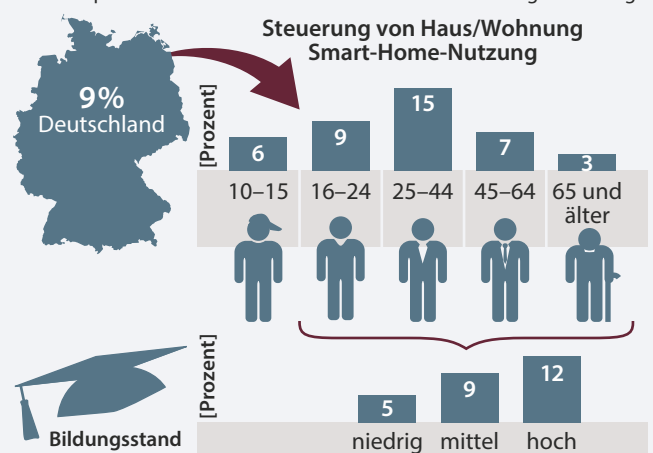 Steuerung von Haus/Wohnung
Smart-Home-Nutzung
9%
Deutschland
[Prozent]
6
9
15
7
3
10–15
16–24
25–44
45–64
65 und
älter
[Prozent]
5
9
12
Bildungsstand
niedrig
mittel
hoch